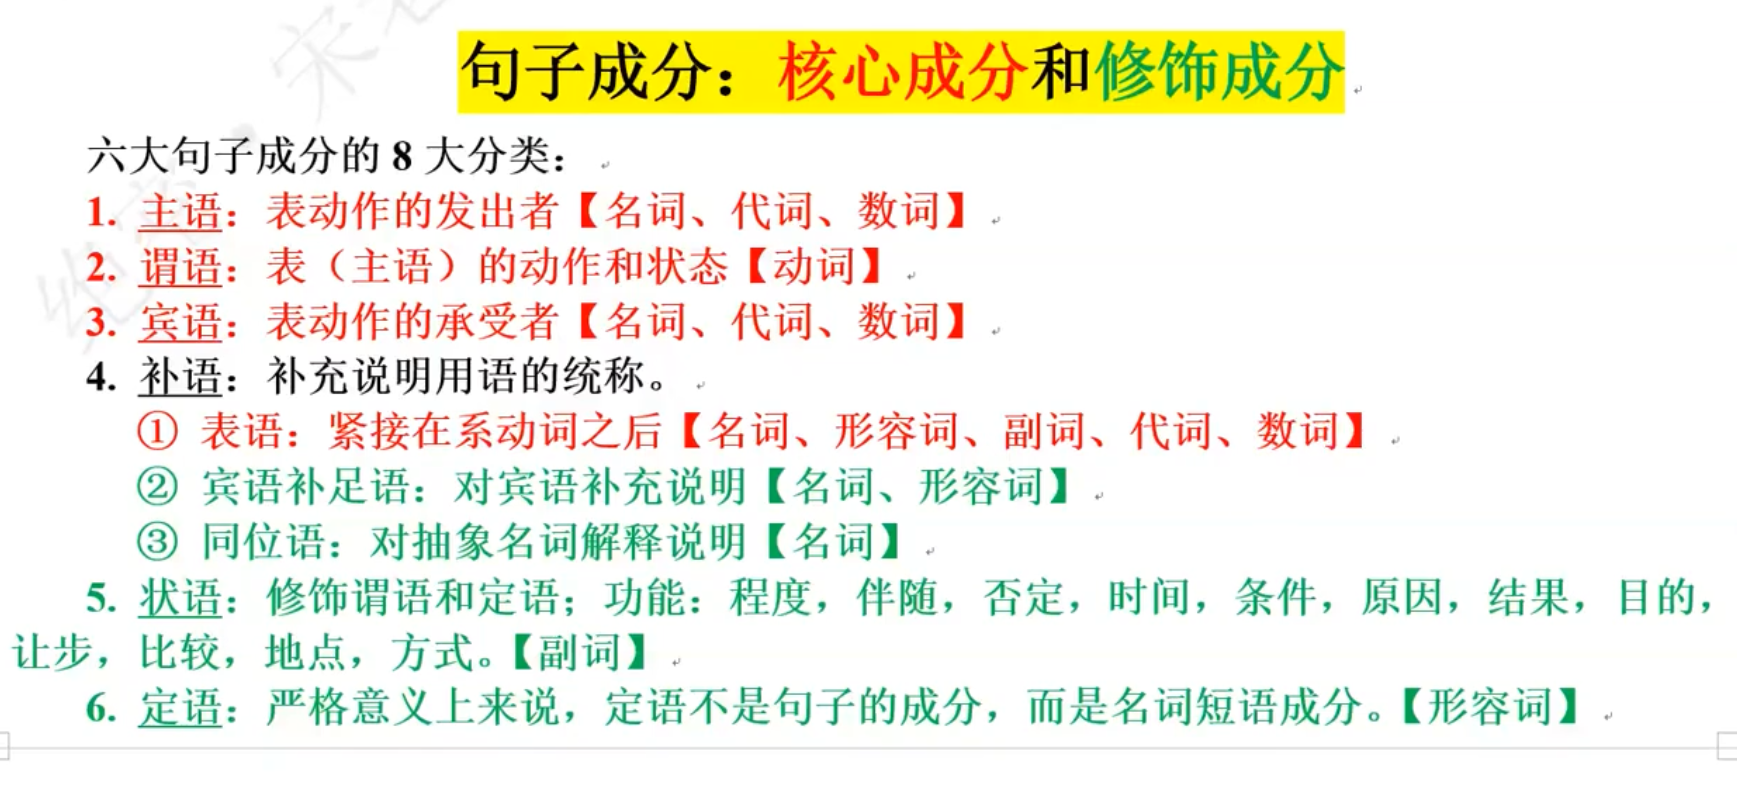 句子成分：核心成分和修饰成分
六大句子成分的 8 大分类：
1. 主语：表动作的发出者【名词、代词、数词】
2. 谓语：表（主语）的动作和状态【动词】
3. 宾语：表动作的承受者【名词、代词、数词】
4. 补语：补充说明用语的统称。
① 表语：紧接在系动词之后【名词、形容词、副词、代词、数词】
② 宾语补足语：对宾语补充说明【名词、形容词】
③ 同位语：对抽象名词解释说明【名词】
5. 状语：修饰谓语和定语；功能：程度，伴随，否定，时间，条件，原因，结果，目的，
让步，比较，地点，方式。【副词】
6. 定语：严格意义上来说，定语不是句子的成分，而是名词短语成分。【形容词】